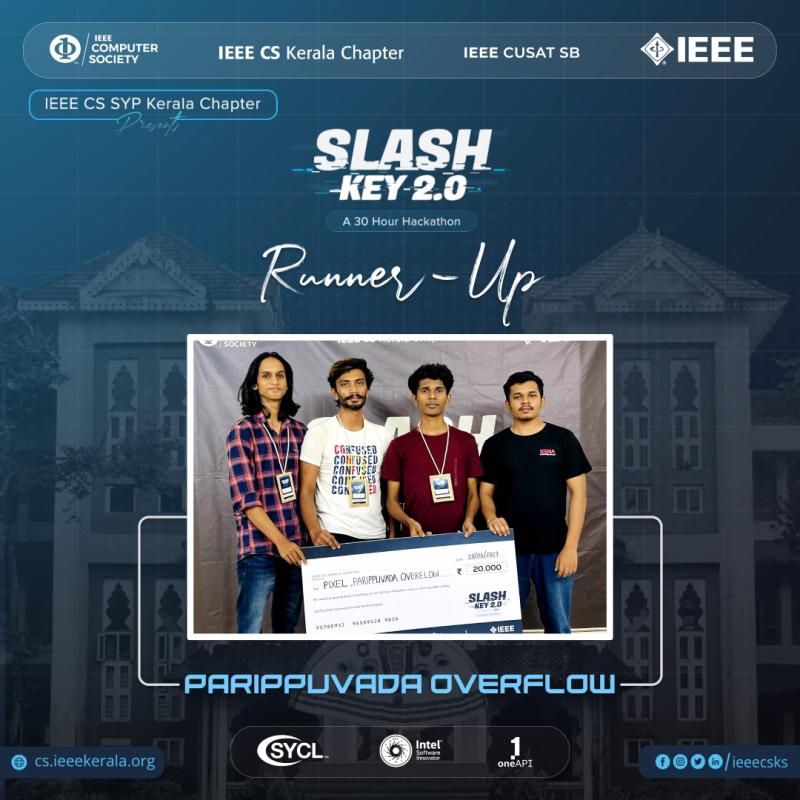 IEEE
COMPUTER
SOCIETY
IEEE CS Kerala Chapter
IEEE CUSAT SB
IEEE
IEEE CS SYP Kerala Chapter
Presents
SLASH
KEY 2.0
A 30 Hour Hackathon
Runner-Up
SOCIETY
CONFUSED
CONFUSED
CONFUSED
PIXEL, PARIPPUVADA OVERFLOW
₹ 20,000
SLASH
KEY 2.0
IEEE
PARIPPUVADA OVERFLOW
SYCL
Intel
Software
Innovator
1
oneAPI
cs.ieeekerala.org
/ieeecsks